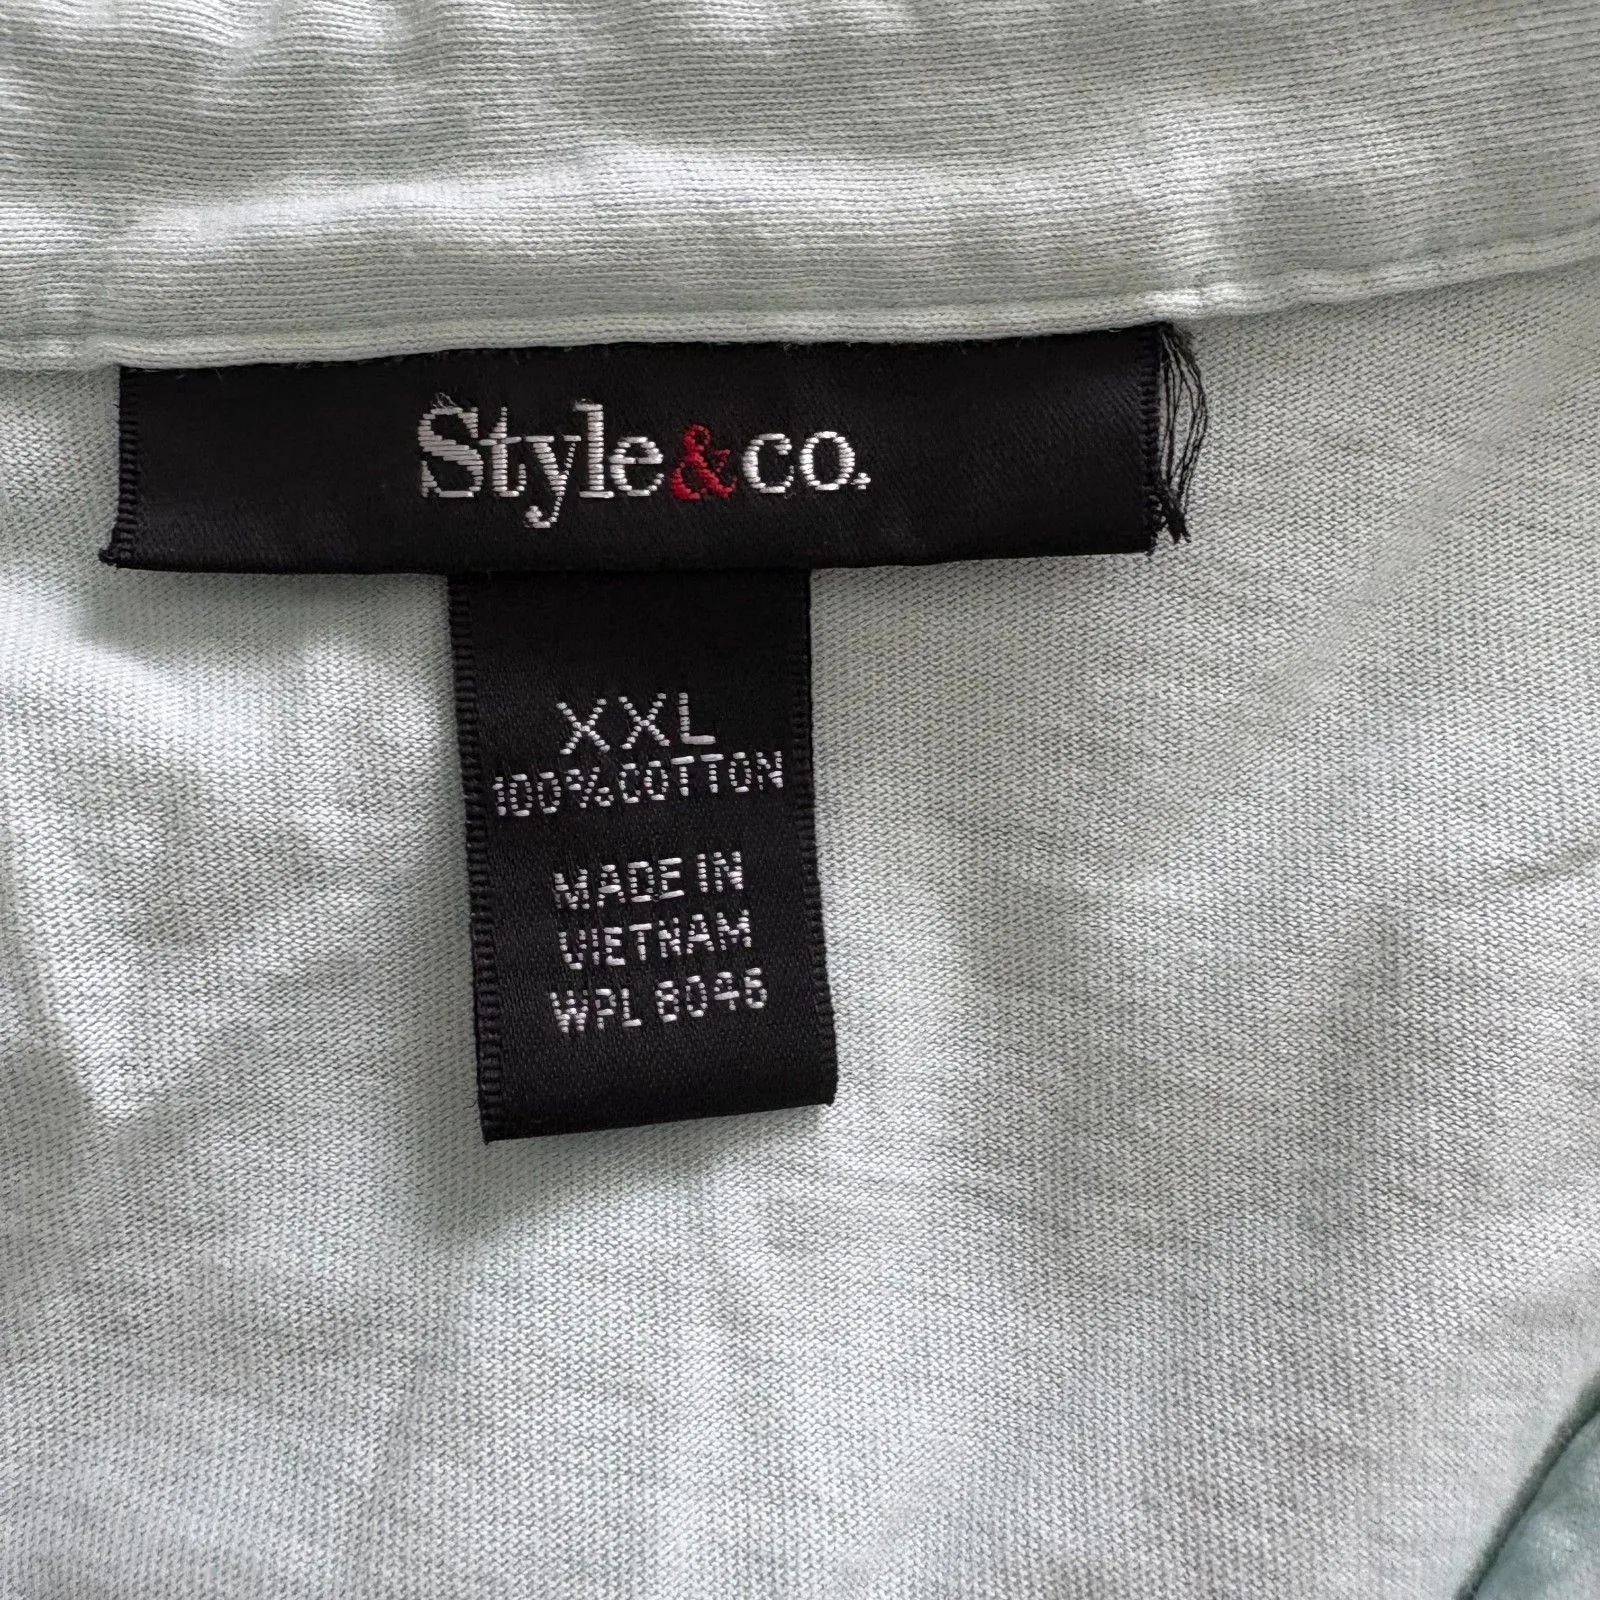 Style&co.
XXL
100% COTTON
MADE IN
VIETNAM
WPL 8046